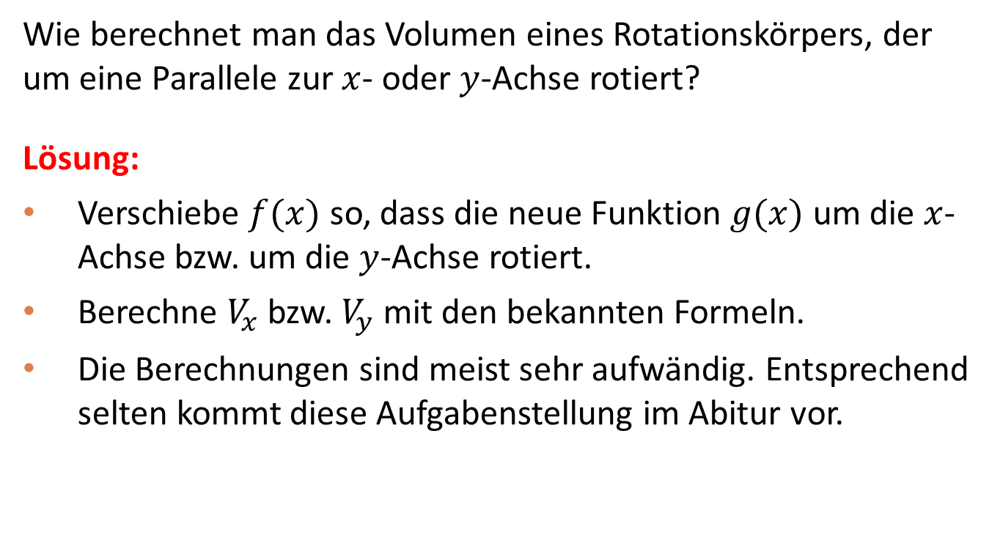 Wie berechnet man das Volumen eines Rotationskörpers, der
um eine Parallele zur x- oder y-Achse rotiert?
Lösung:
• Verschiebe f(x) so, dass die neue Funktion g(x) um die x-
Achse bzw. um die y-Achse rotiert.
• Berechne Vₓ bzw. V_y mit den bekannten Formeln.
• Die Berechnungen sind meist sehr aufwändig. Entsprechend
selten kommt diese Aufgabenstellung im Abitur vor.